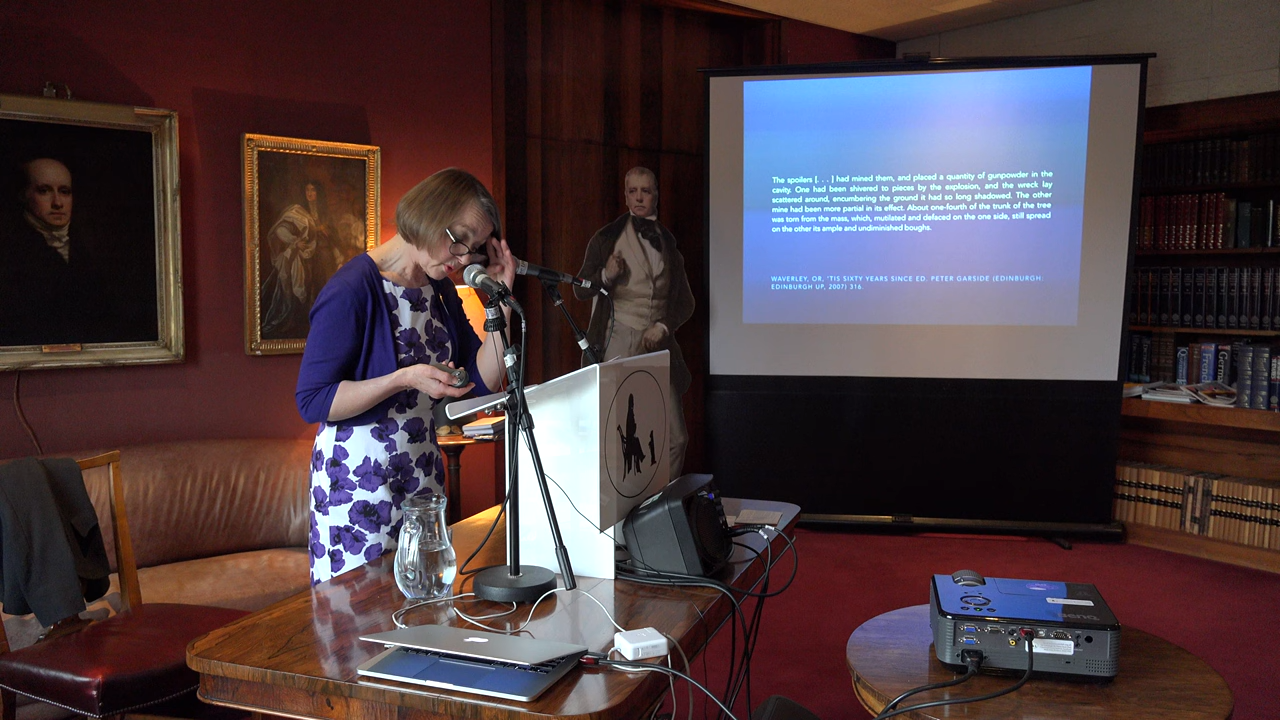 The spoilers [. . . ] had mined them, and placed a quantity of gunpowder in the
cavity. One had been shivered to pieces by the explosion, and the wreck lay
scattered around, encumbering the ground it had so long shadowed. The other
mine had been more partial in its effect. About one-fourth of the trunk of the tree
was torn from the mass, which, mutilated and defaced on the one side, still spread
on the other its ample and undiminished boughs.
WAVERLEY, OR, 'TIS SIXTY YEARS SINCE ED. PETER GARSIDE (EDINBURGH:
EDINBURGH UP, 2007) 316.
French
German
BenQ